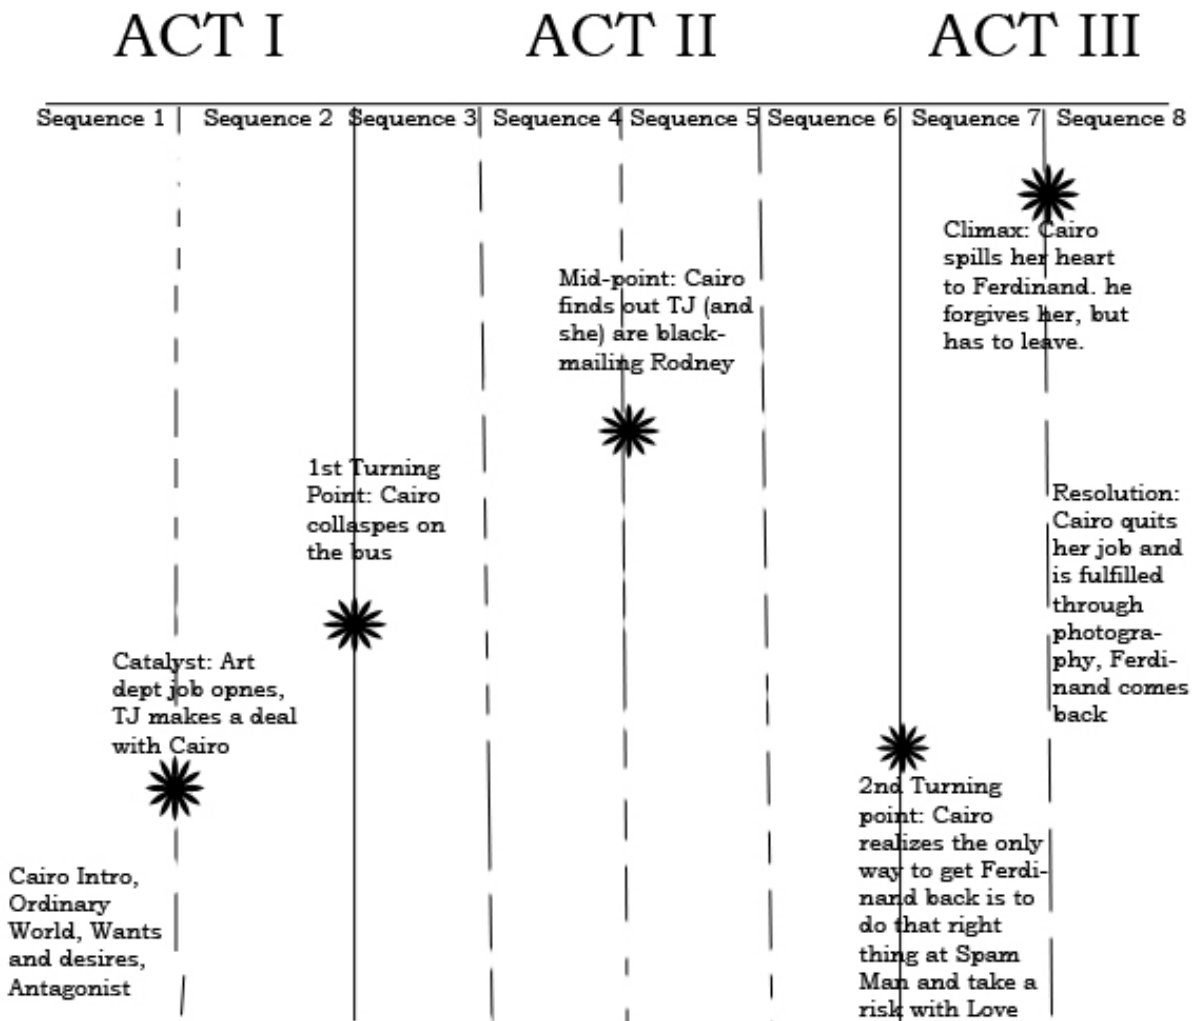 ACT I
ACT II
ACT III
Sequence 1
Sequence 2
Sequence 3
Sequence 4
Sequence 5
Sequence 6
Sequence 7
Sequence 8
Cairo Intro,
Ordinary
World, Wants
and desires,
Antagonist
Catalyst: Art
dept job opnes,
TJ makes a deal
with Cairo
1st Turning
Point: Cairo
collaspes on
the bus
Mid-point: Cairo
finds out TJ (and
she) are black-
mailing Rodney
2nd Turning
point: Cairo
realizes the only
way to get Ferdi-
nand back is to
do that right
thing at Spam
Man and take a
risk with Love
Climax: Cairo
spills her heart
to Ferdinand. he
forgives her, but
has to leave.
Resolution:
Cairo quits
her job and
is fulfilled
through
photogra-
phy, Ferdi-
nand comes
back